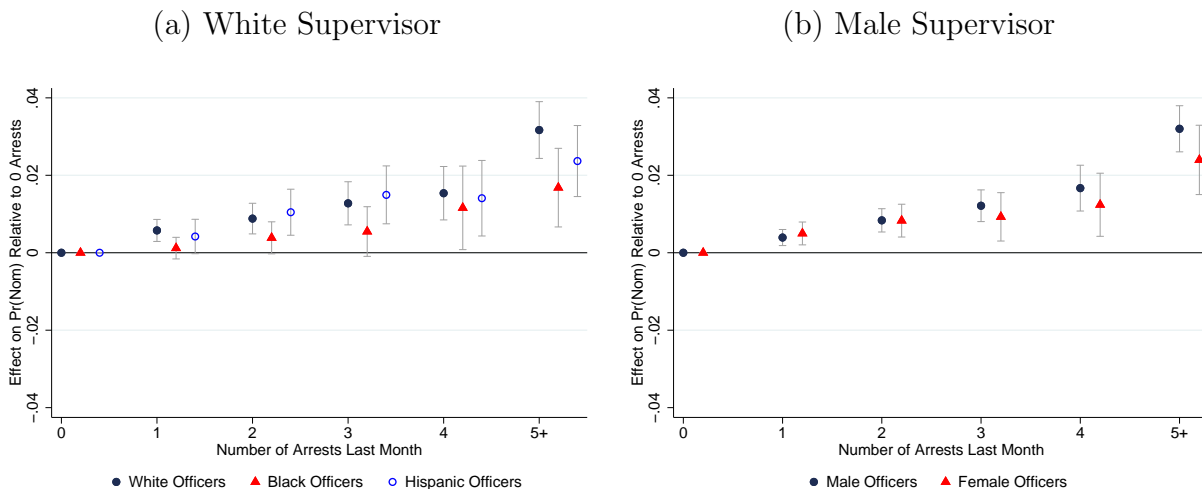 (a) White Supervisor
Effect on Pr(Nom) Relative to 0 Arrests
.04
.02
0
-.02
-.04
0 1 2 3 4 5+
Number of Arrests Last Month
White Officers Black Officers Hispanic Officers
(b) Male Supervisor
Effect on Pr(Nom) Relative to 0 Arrests
.04
.02
0
-.02
-.04
0 1 2 3 4 5+
Number of Arrests Last Month
Male Officers Female Officers